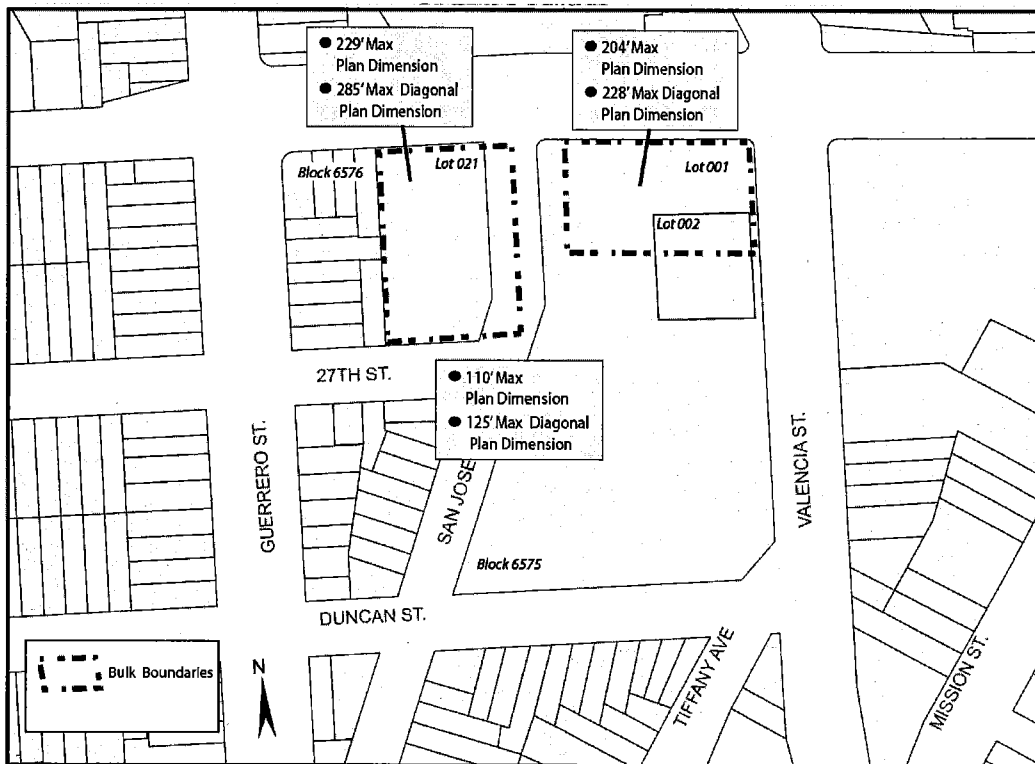 ● 229' Max
Plan Dimension
● 285' Max Diagonal
Plan Dimension
● 204' Max
Plan Dimension
● 228' Max Diagonal
Plan Dimension
Block 6576
Lot 021
Lot 001
Lot 002
27TH ST.
● 110' Max
Plan Dimension
● 125' Max Diagonal
Plan Dimension
GUERRERO ST.
SAN JOSE
VALENCIA ST.
Block 6575
DUNCAN ST.
TIFFANY AVE
MISSION ST.
Bulk Boundaries
N